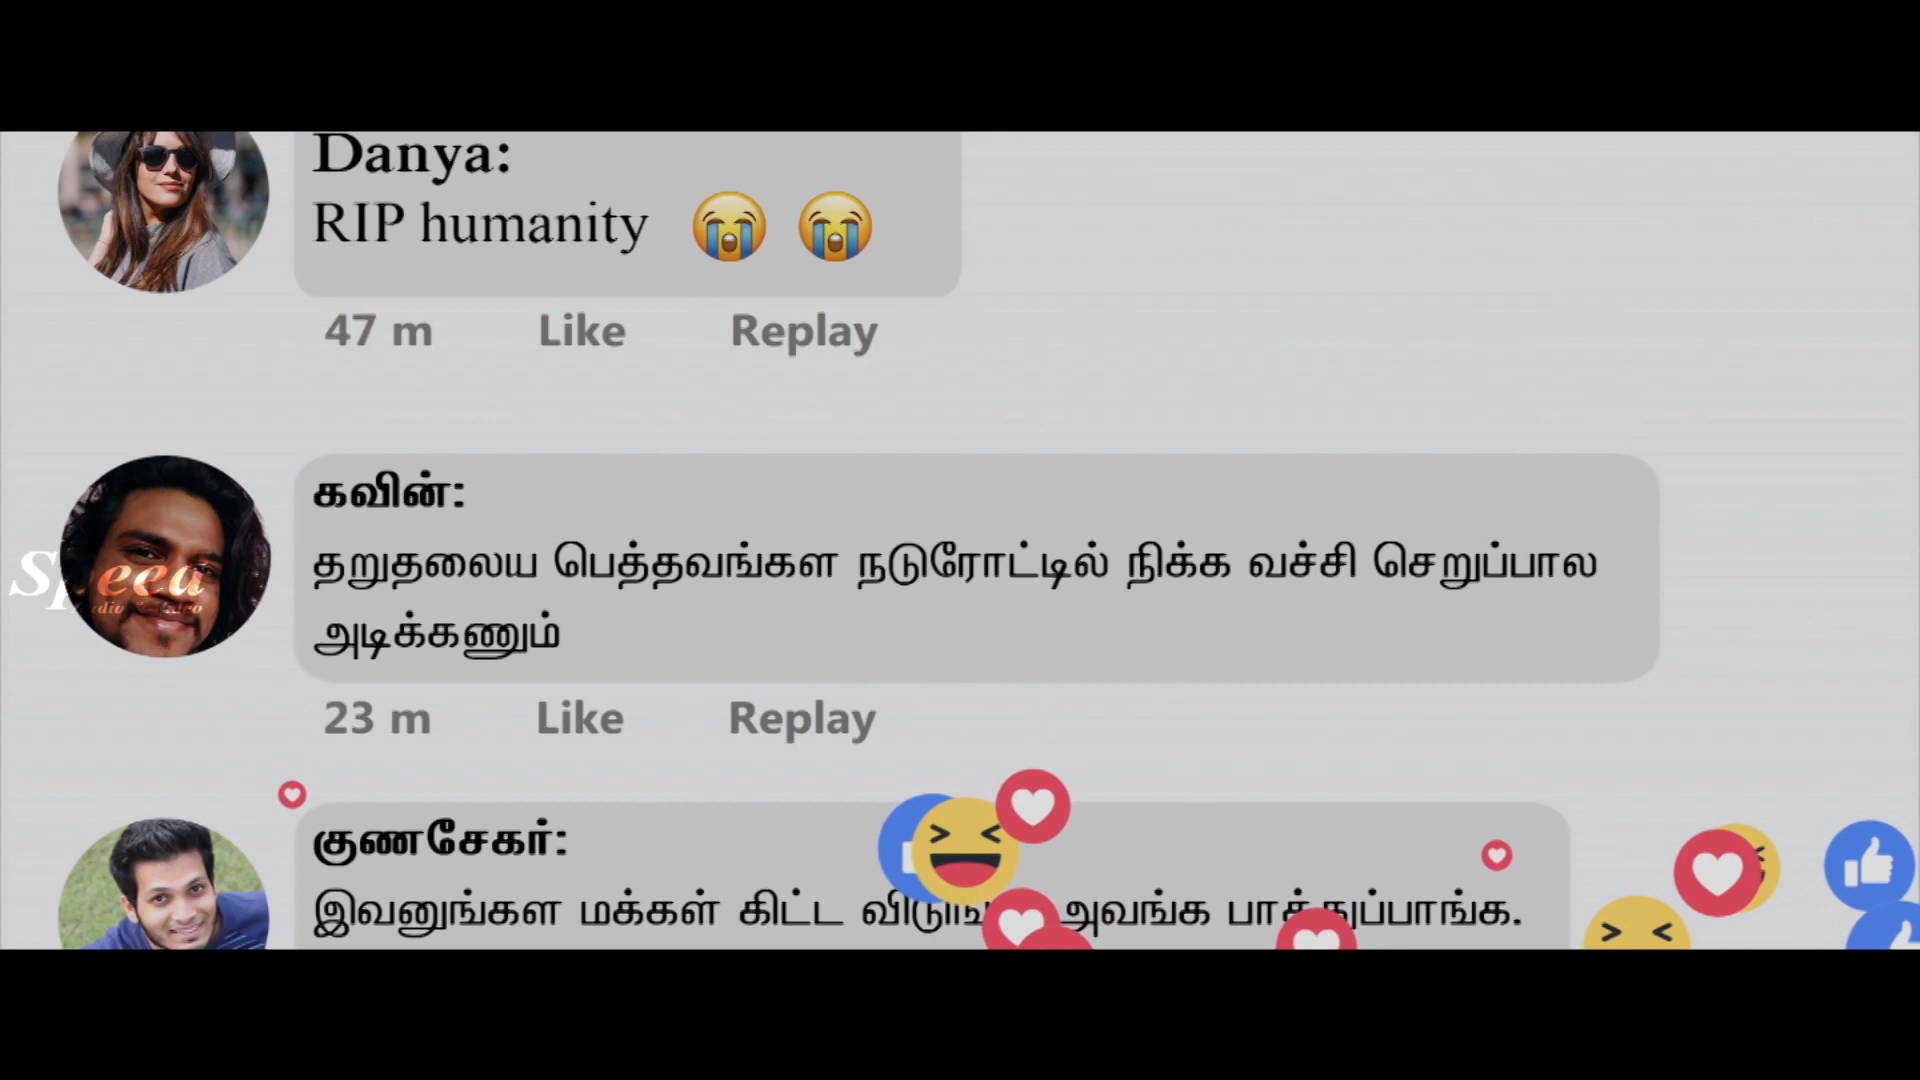 Danya:
RIP humanity
47 m Like Replay
கவின்:
தறுதலைய பெத்தவங்கள நடுரோட்டில் நிக்க வச்சி செறுப்பால
அடிக்கணும்
Speed
23 m Like Replay
குணசேகர்:
இவனுங்கள மக்கள் கிட்ட அவங்க பாத்துப்பாங்க.